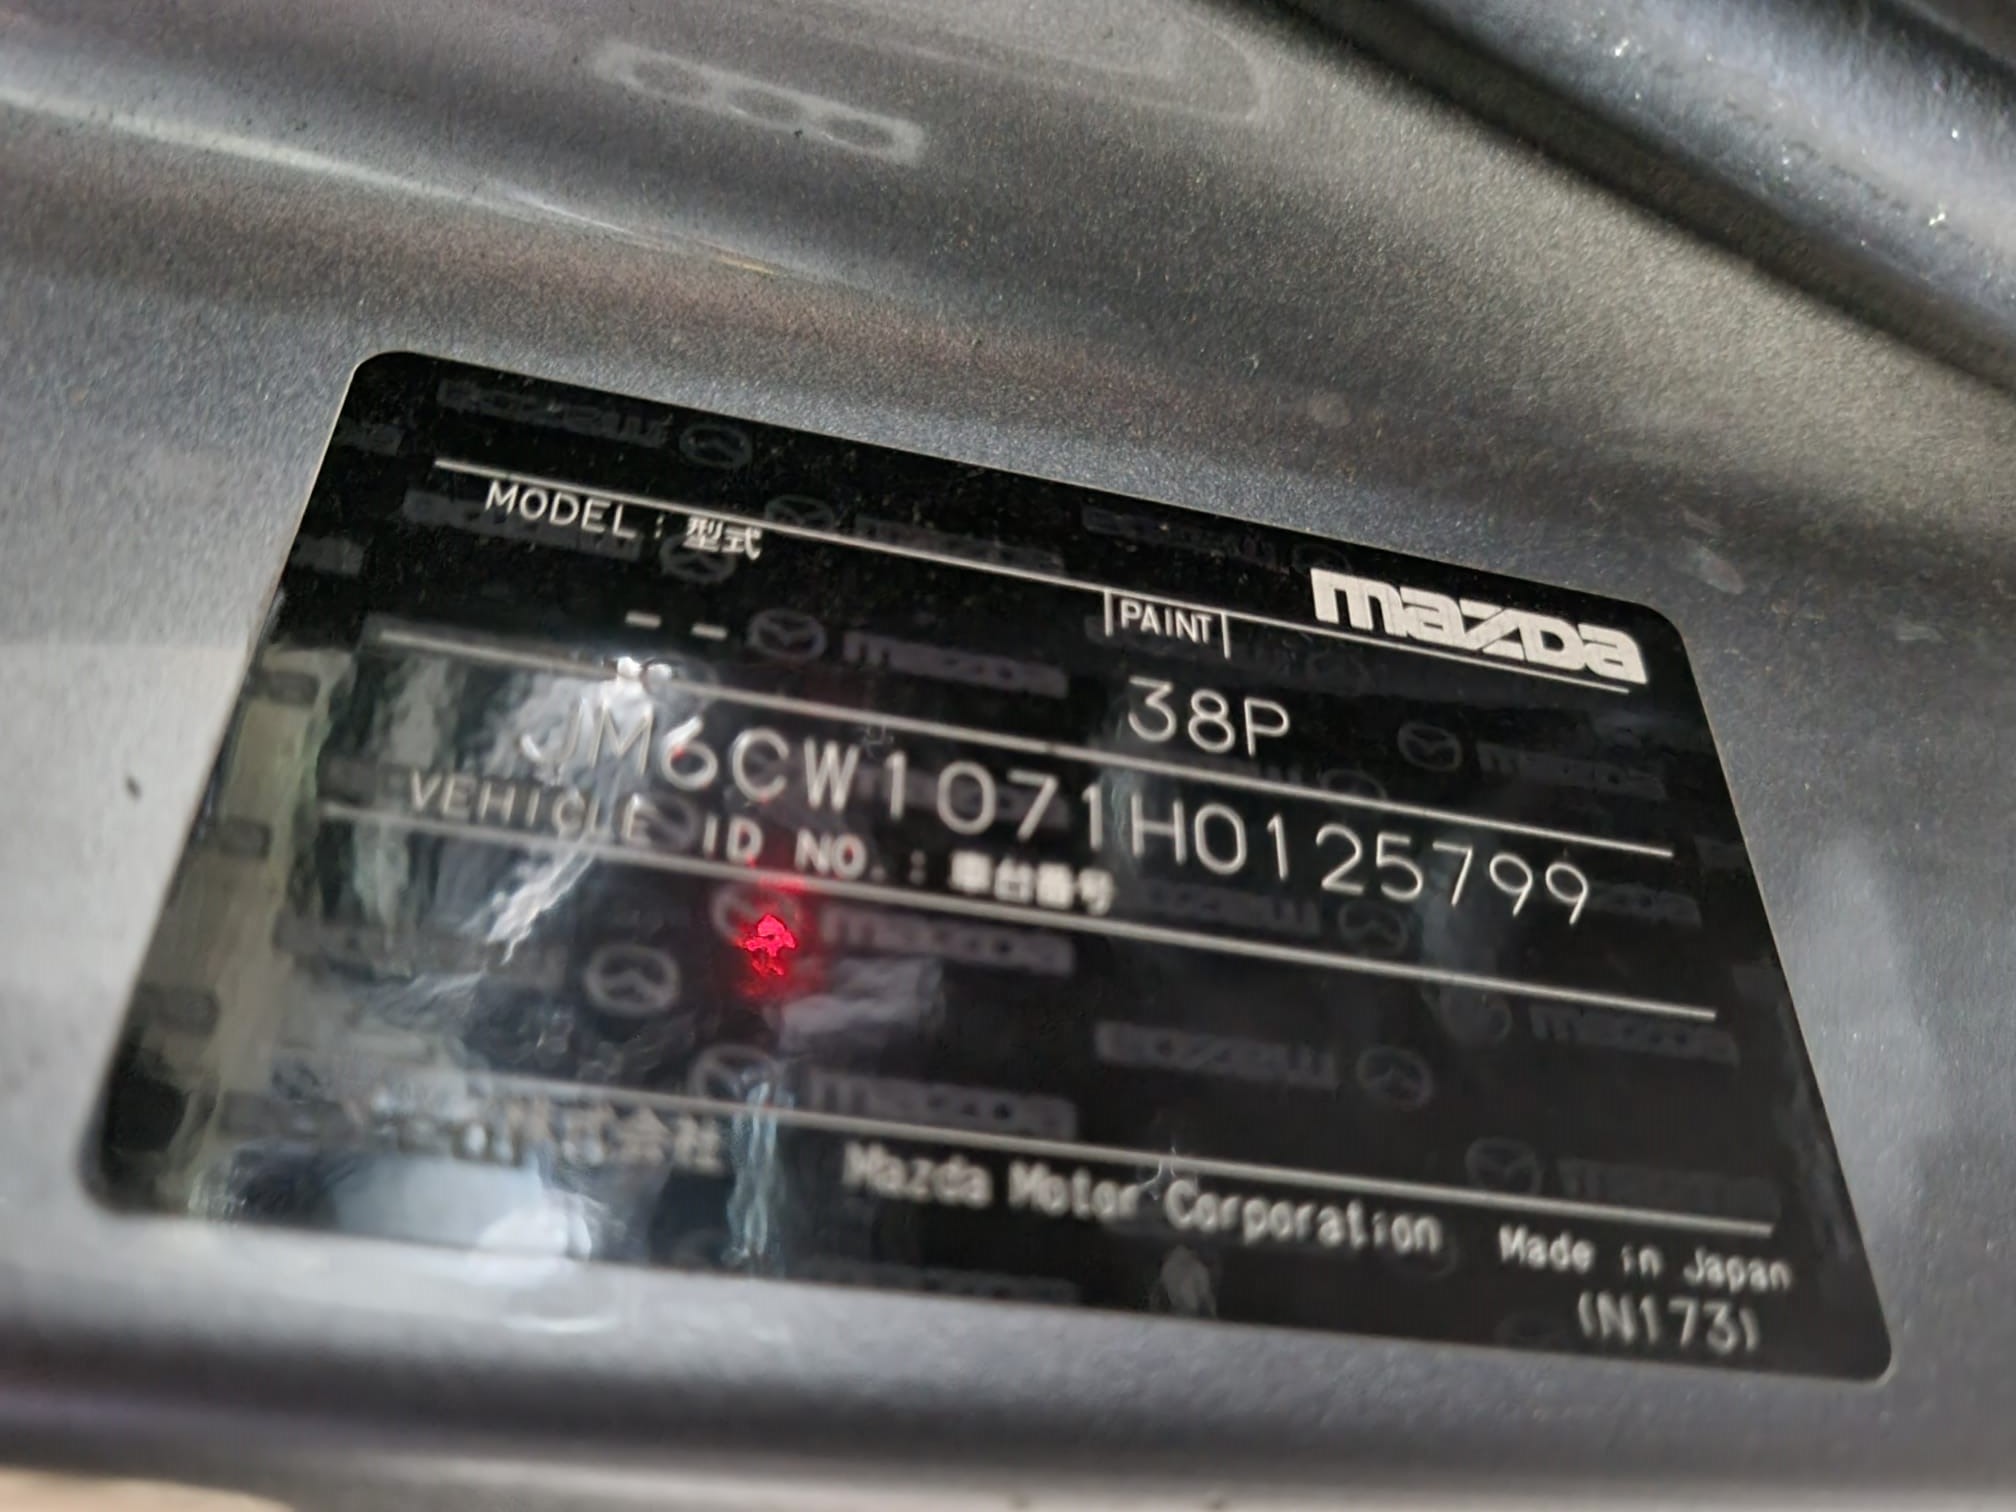 mazda
MODEL : 型式
PAINT
- -
38P
JM6CW1071H0125799
VEHICLE ID NO. : 車台番号
株式会社 Mazda Motor Corporation Made in Japan
(N173)